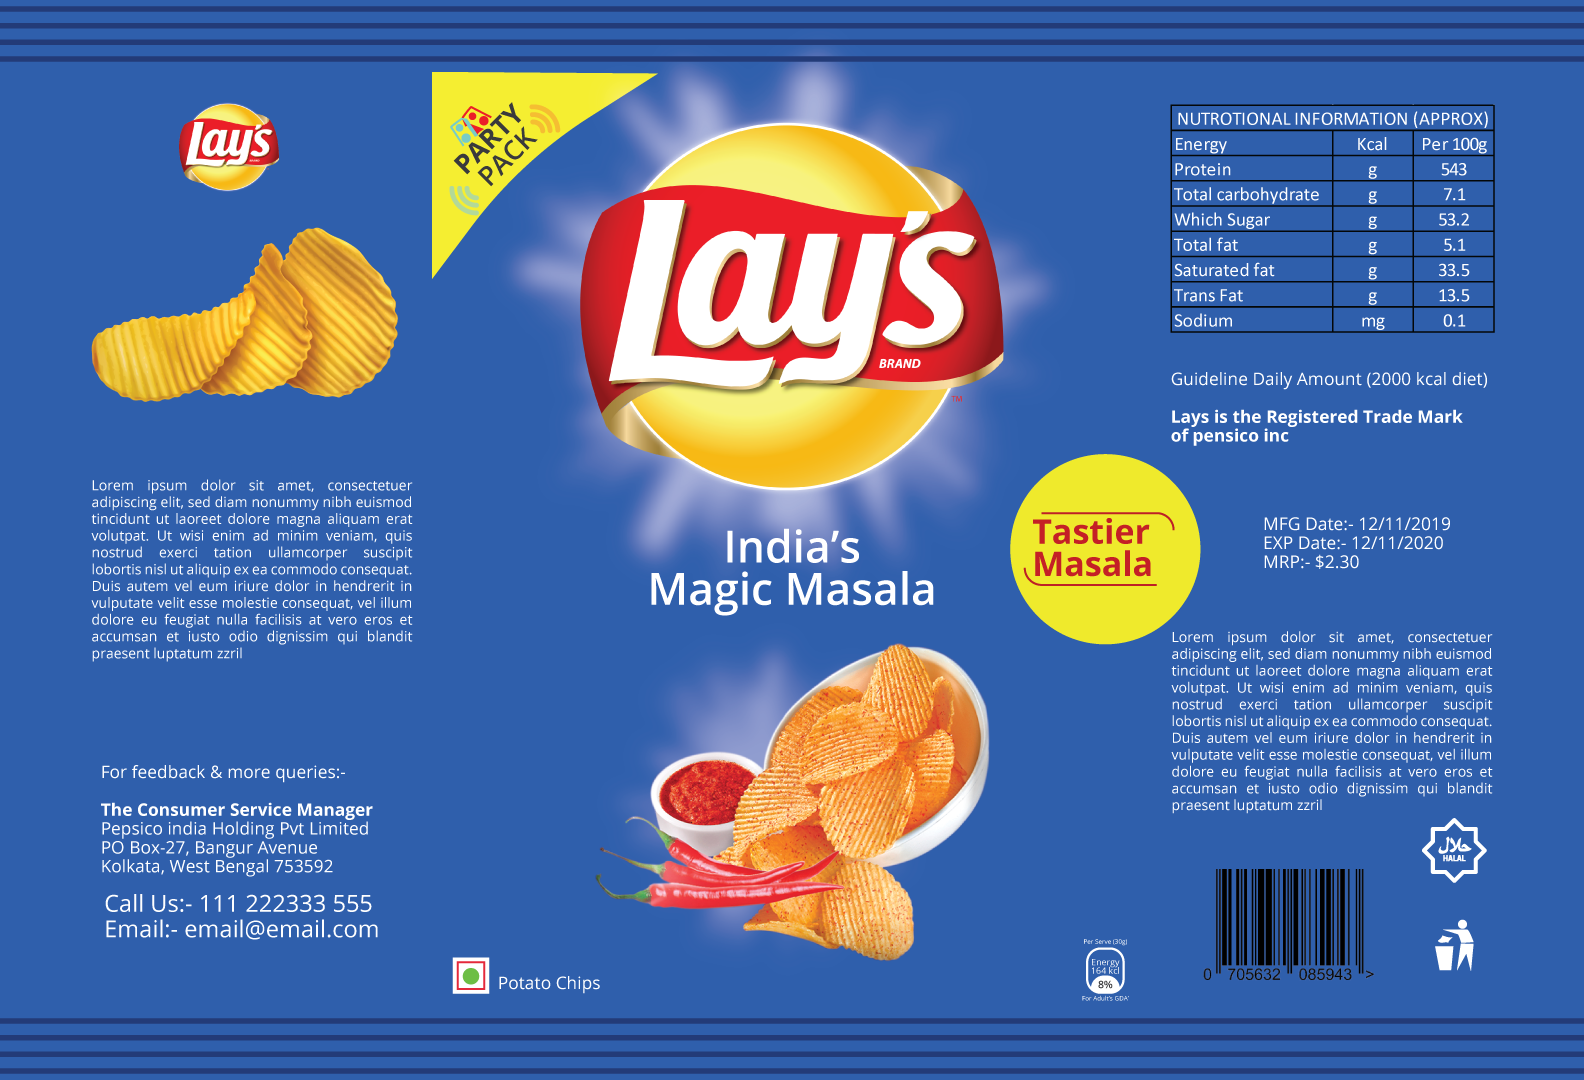 Lay's
BRAND
Lorem ipsum dolor sit amet, consectetuer
adipiscing elit, sed diam nonummy nibh euismod
tincidunt ut laoreet dolore magna aliquam erat
volutpat. Ut wisi enim ad minim veniam, quis
nostrud exerci tation ullamcorper suscipit
lobortis nisl ut aliquip ex ea commodo consequat.
Duis autem vel eum iriure dolor in hendrerit in
vulputate velit esse molestie consequat, vel illum
dolore eu feugiat nulla facilisis at vero eros et
accumsan et iusto odio dignissim qui blandit
praesent luptatum zzril
For feedback & more queries:-
The Consumer Service Manager
Pepsico india Holding Pvt Limited
PO Box-27, Bangur Avenue
Kolkata, West Bengal 753592
Call Us:- 111 222333 555
Email:- email@email.com
PARTY
PACK
Lay's
BRAND
TM
India’s
Magic Masala
Tastier
Masala
Potato Chips
Per Serve (30g)
Energy
164 kcl
8%
For Adult's GDA'
NUTROTIONAL INFORMATION (APPROX)
Energy Kcal Per 100g
Protein g 543
Total carbohydrate g 7.1
Which Sugar g 53.2
Total fat g 5.1
Saturated fat g 33.5
Trans Fat g 13.5
Sodium mg 0.1
Guideline Daily Amount (2000 kcal diet)
Lays is the Registered Trade Mark
of pensico inc
MFG Date:- 12/11/2019
EXP Date:- 12/11/2020
MRP:- $2.30
Lorem ipsum dolor sit amet, consectetuer
adipiscing elit, sed diam nonummy nibh euismod
tincidunt ut laoreet dolore magna aliquam erat
volutpat. Ut wisi enim ad minim veniam, quis
nostrud exerci tation ullamcorper suscipit
lobortis nisl ut aliquip ex ea commodo consequat.
Duis autem vel eum iriure dolor in hendrerit in
vulputate velit esse molestie consequat, vel illum
dolore eu feugiat nulla facilisis at vero eros et
accumsan et iusto odio dignissim qui blandit
praesent luptatum zzril
حلال
HALAL
0 705632 085943 >